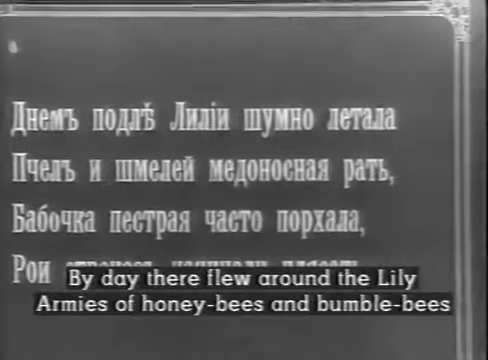 Днемъ подлѣ Лиліи шумно летала
Пчелъ и шмелей медоносная рать,
Бабочка пестрая часто порхала,
Рои
By day there flew around the Lily
Armies of honey-bees and bumble-bees